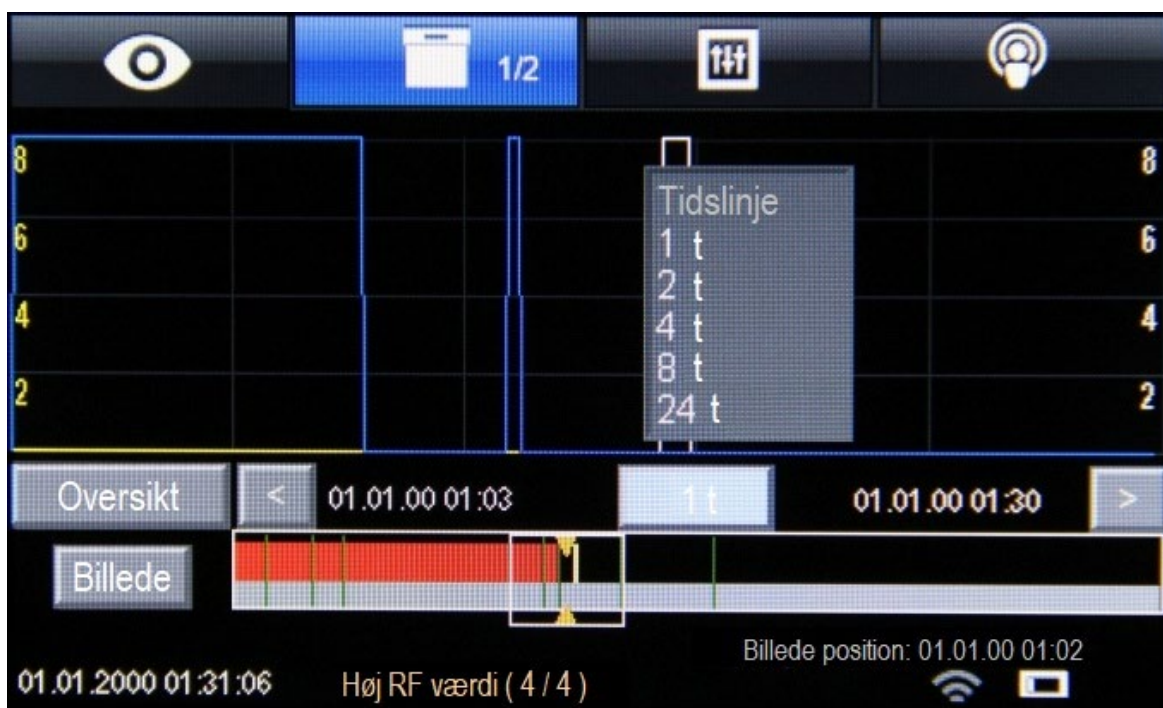 1/2
8 8
Tidslinje
6 1 t 6
2 t
4 4 t 4
8 t
2 24 t 2
Oversikt < 01.01.00 01:03 1 t 01.01.00 01:30 >
Billede
Billede position: 01.01.00 01:02
01.01.2000 01:31:06 Høj RF værdi ( 4 / 4 )